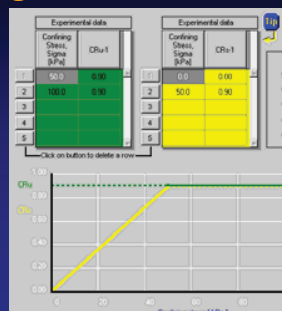 Experimental data
Confining
Stress,
Sigma
[kPa]
CRu-1
1 50.0 0.90
2 100.0 0.90
3
4
5
Experimental data
Confining
Stress,
Sigma
[kPa]
CRu-1
1 0.0 0.00
2 50.0 0.90
3
4
5
Tip
Click on button to delete a row
1.00
CRu
0.80
0.60
0.40
0.20
0.00
0 20 40 60 80